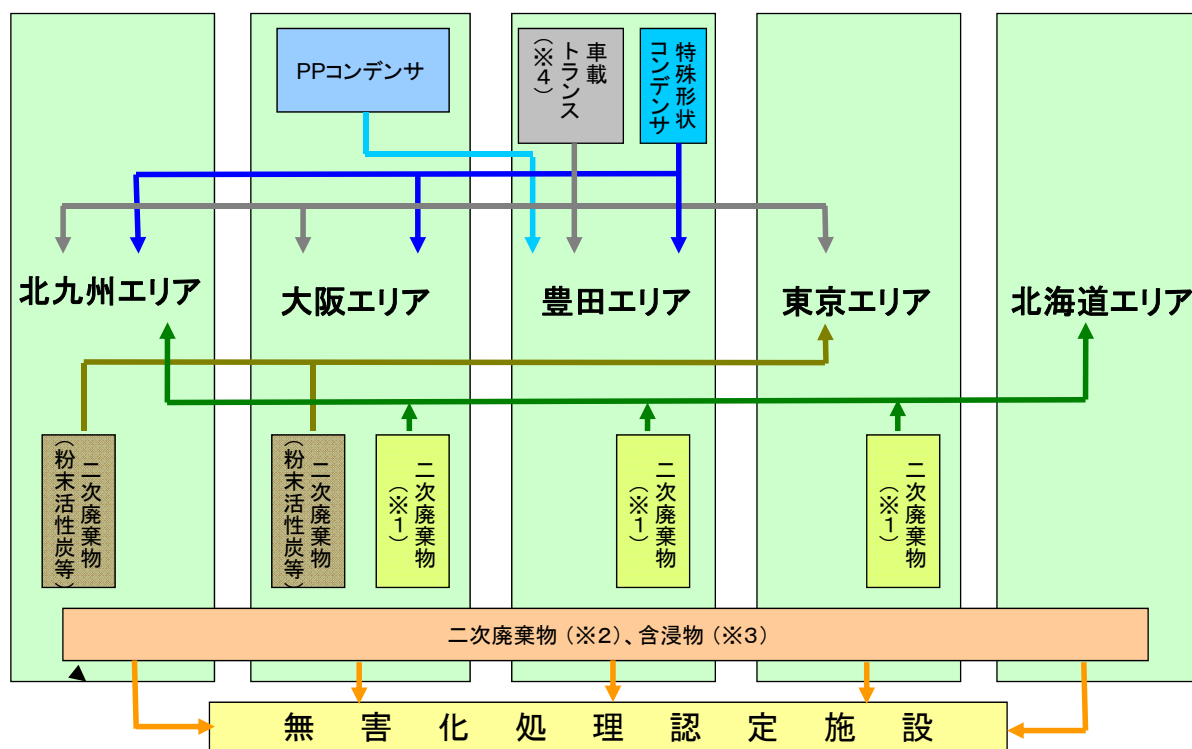 PPコンデンサ
車載
トランス
(※4)
特殊形状
コンデンサ
北九州エリア
大阪エリア
豊田エリア
東京エリア
北海道エリア
二次廃棄物
(粉末活性炭等)
二次廃棄物
(粉末活性炭等)
二次廃棄物
(※1)
二次廃棄物
(※1)
二次廃棄物
(※1)
二次廃棄物(※2)、含浸物(※3)
無害化処理認定施設